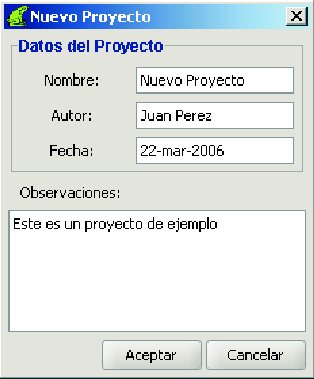 Nuevo Proyecto
Datos del Proyecto
Nombre: Nuevo Proyecto
Autor: Juan Perez
Fecha: 22-mar-2006
Observaciones:
Este es un proyecto de ejemplo
Aceptar Cancelar